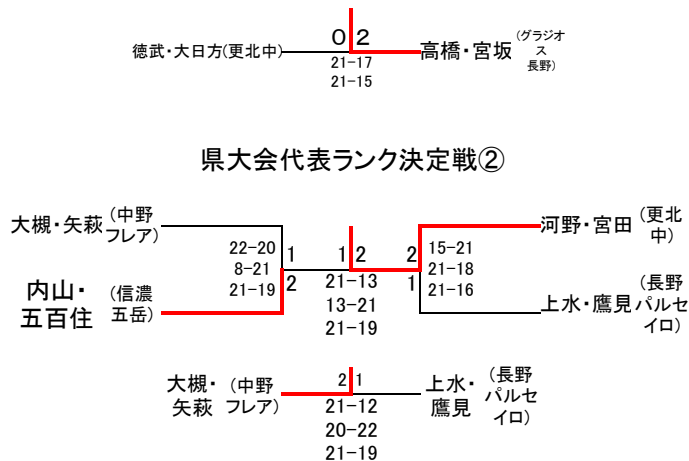 0 2
徳武・大日方(更北中)
高橋・宮坂
(グラジオ
ス
長野)
21-17
21-15
県大会代表ランク決定戦②
大槻・矢萩
(中野
フレア)
22-20
8-21
21-19
1
2
内山・
五百住
(信濃
五岳)
1 2
21-13
13-21
21-19
2
1
15-21
21-18
21-16
河野・宮田
(更北
中)
上水・鷹見
(長野
パルセ
イロ)
大槻・
矢萩
(中野
フレア)
2 1
21-12
20-22
21-19
上水・
鷹見
(長野
パルセ
イロ)